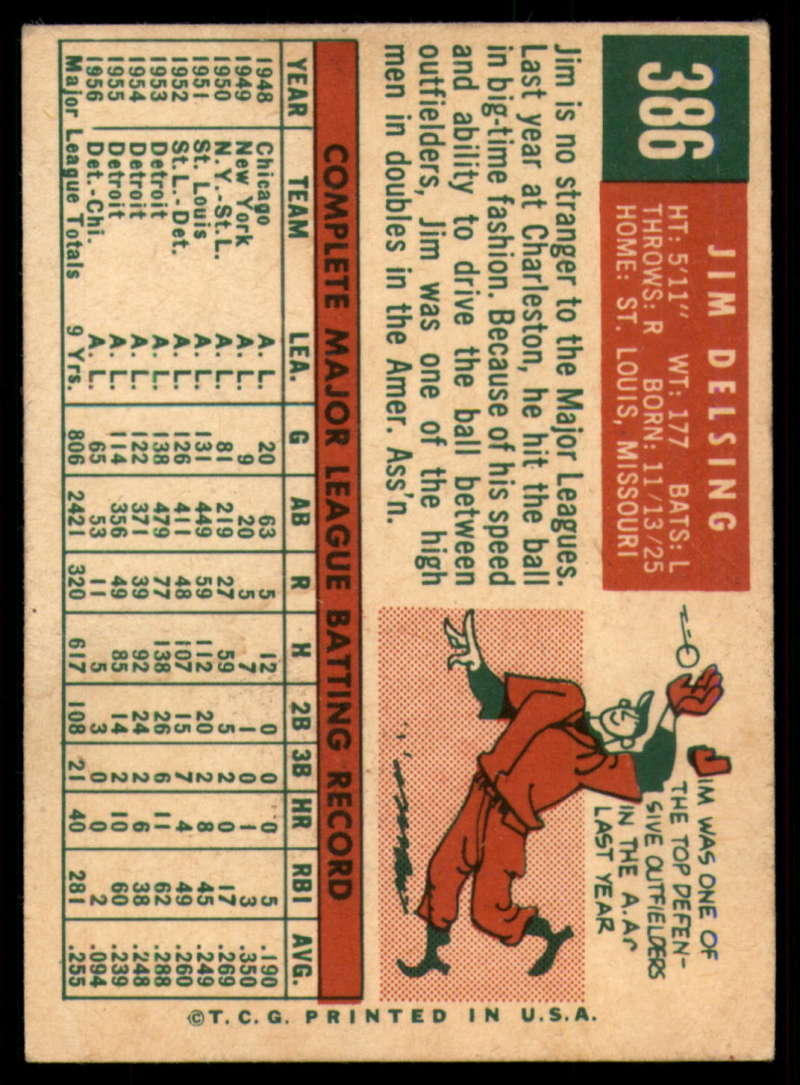 386
JIM DELSING
HT: 5'11" WT: 177 BATS: L
THROWS: R BORN: 11/13/25
HOME: ST. LOUIS, MISSOURI
Jim is no stranger to the Major Leagues.
Last year at Charleston, he hit the ball
in big-time fashion. Because of his speed
and ability to drive the ball between
outfielders, Jim was one of the high
men in doubles in the Amer. Ass'n.
JIM WAS ONE OF
THE TOP DEFEN-
SIVE OUTFIELDERS
IN THE A.A.
LAST YEAR
COMPLETE MAJOR LEAGUE BATTING RECORD
YEAR TEAM LEA. G AB R H 2B 3B HR RBI AVG.
1948 Chicago A. L. 20 63 5 12 0 0 0 5 .190
1949 New York A. L. 9 20 5 7 1 0 1 3 .350
1950 N.Y.-St.L. A. L. 81 219 27 59 5 2 0 17 .269
1951 St. Louis A. L. 131 449 59 112 20 2 8 45 .249
1952 St. L.-Det. A. L. 126 411 48 107 15 7 4 49 .260
1953 Detroit A. L. 138 479 77 138 26 6 11 62 .288
1954 Detroit A. L. 122 371 39 92 24 2 6 38 .248
1955 Detroit A. L. 114 356 49 85 14 2 10 60 .239
1956 Det.-Chi. A. L. 65 53 11 5 3 0 0 2 .094
Major League Totals 9 Yrs. 806 2421 320 617 108 21 40 281 .255
©T.C.G. PRINTED IN U.S.A.